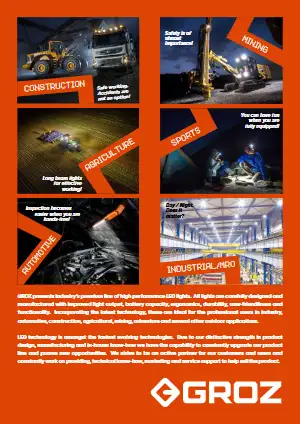 CONSTRUCTION
Safe working.
Accidents are
not an option!
Safety is of
utmost
importance!
MINING
AGRICULTURE
Long beam lights
for effective
working!
You can have fun
when you are
fully equipped!
SPORTS
Inspection becomes
easier when you are
hands-free!
AUTOMOTIVE
Day / Night,
Does it
matter?
INDUSTRIAL/MRO
GROZ presents industry's premium line of high performance LED lights. All lights are carefully designed and
manufactured with improved light output, battery capacity, ergonomics, durability, user-friendliness and
functionality. Incorporating the latest technology, these are ideal for the professional users in industry,
automotive, construction, agricultural, mining, adventure and several other outdoor applications.
LED technology is amongst the fastest evolving technologies. Due to our distinctive strength in product
design, manufacturing and in-house know-how we have the capability to constantly upgrade our product
line and pursue new opportunities. We aim to be an active partner for our customers and users and
constantly work on providing, technical know-how, marketing and service support to help sell the product.
GROZ